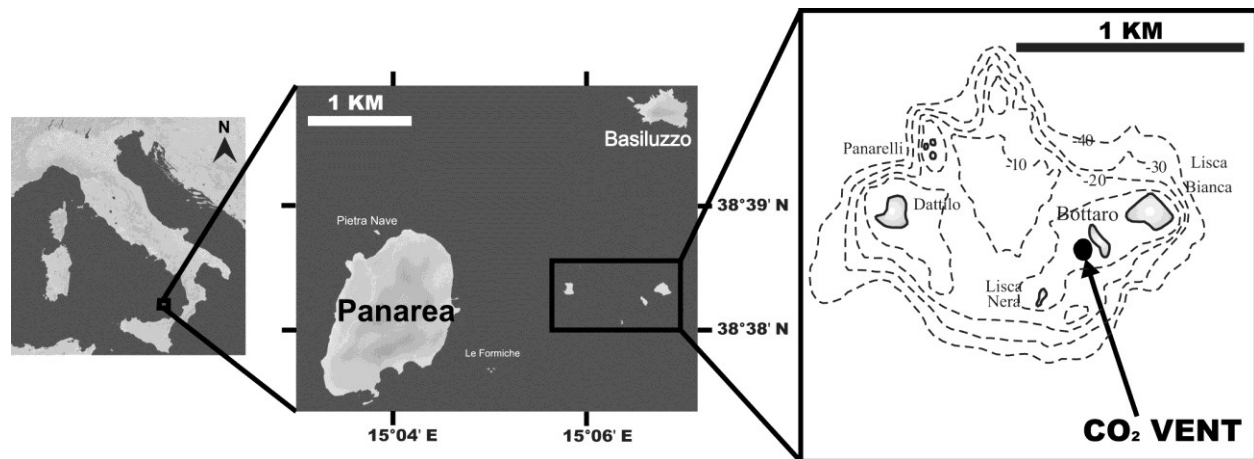 N
1 KM
Basiluzzo
Pietra Nave
Panarea
Le Formiche
38°39' N
38°38' N
15°04' E
15°06' E
1 KM
Panarelli
-10
-40
-30
-20
Lisca
Bianca
Dattilo
Bottaro
Lisca
Nera
CO₂ VENT